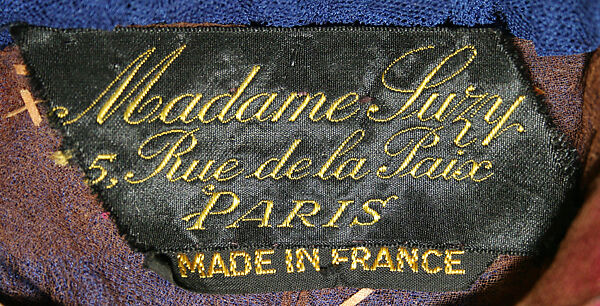 Madame Suzy
5, Rue de la Paix
PARIS
MADE IN FRANCE